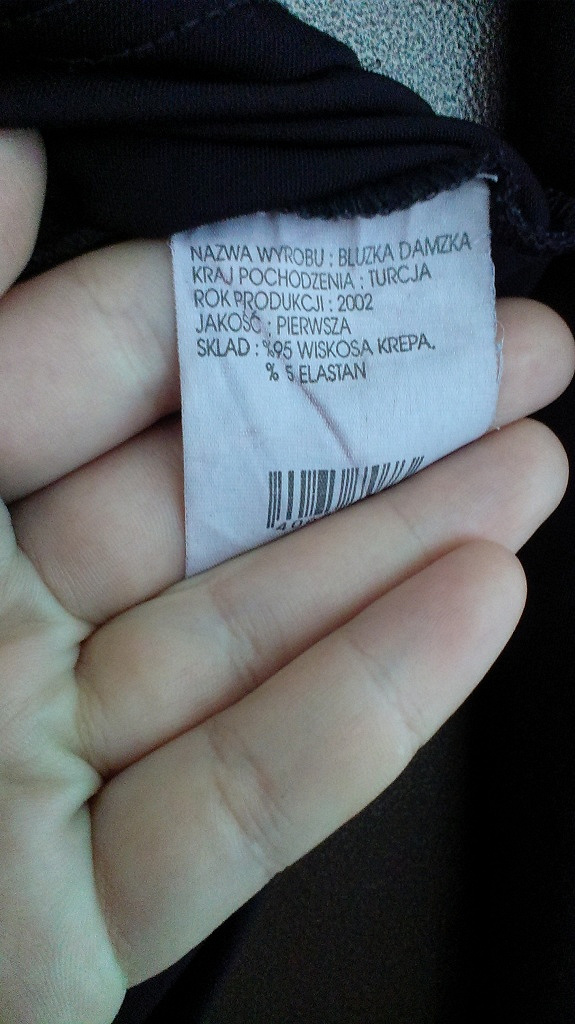 NAZWA WYROBU : BLUZKA DAMZKA
KRAJ POCHODZENIA : TURCJA
ROK PRODUKCJI : 2002
JAKOŚĆ : PIERWSZA
SKLAD : %95 WISKOSA KREPA.
% 5 ELASTAN